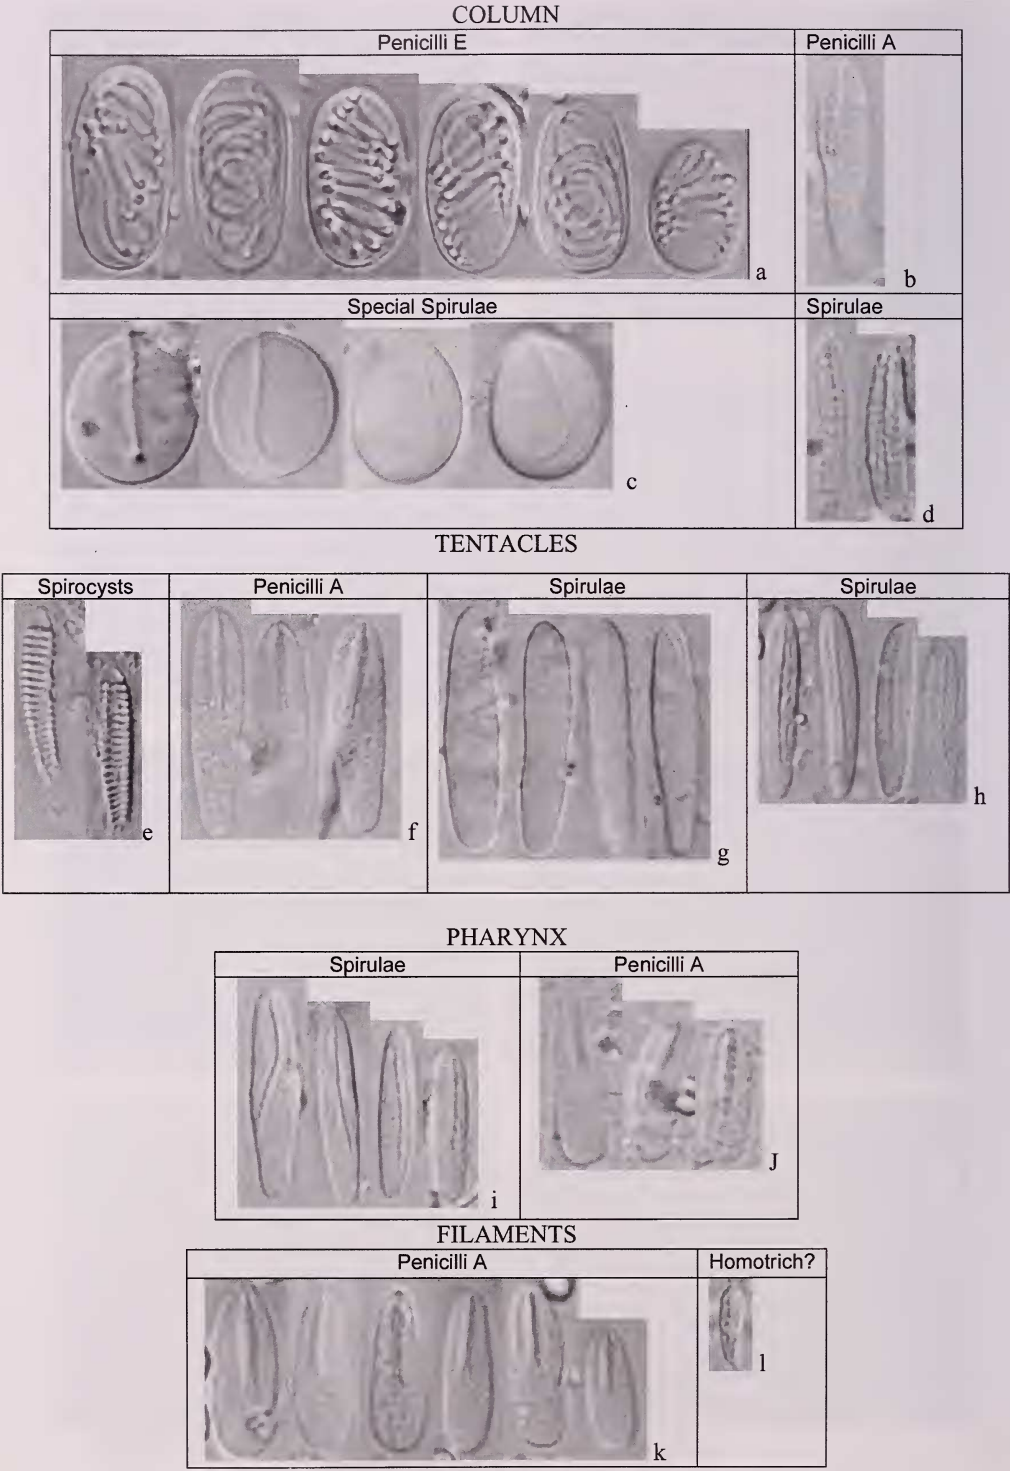 COLUMN
Penicilli E
Penicilli A
a
b
Special Spirulae
Spirulae
c
d
TENTACLES
Spirocysts
Penicilli A
Spirulae
Spirulae
e
f
g
h
PHARYNX
Spirulae
Penicilli A
i
J
FILAMENTS
Penicilli A
Homotrich?
k
l